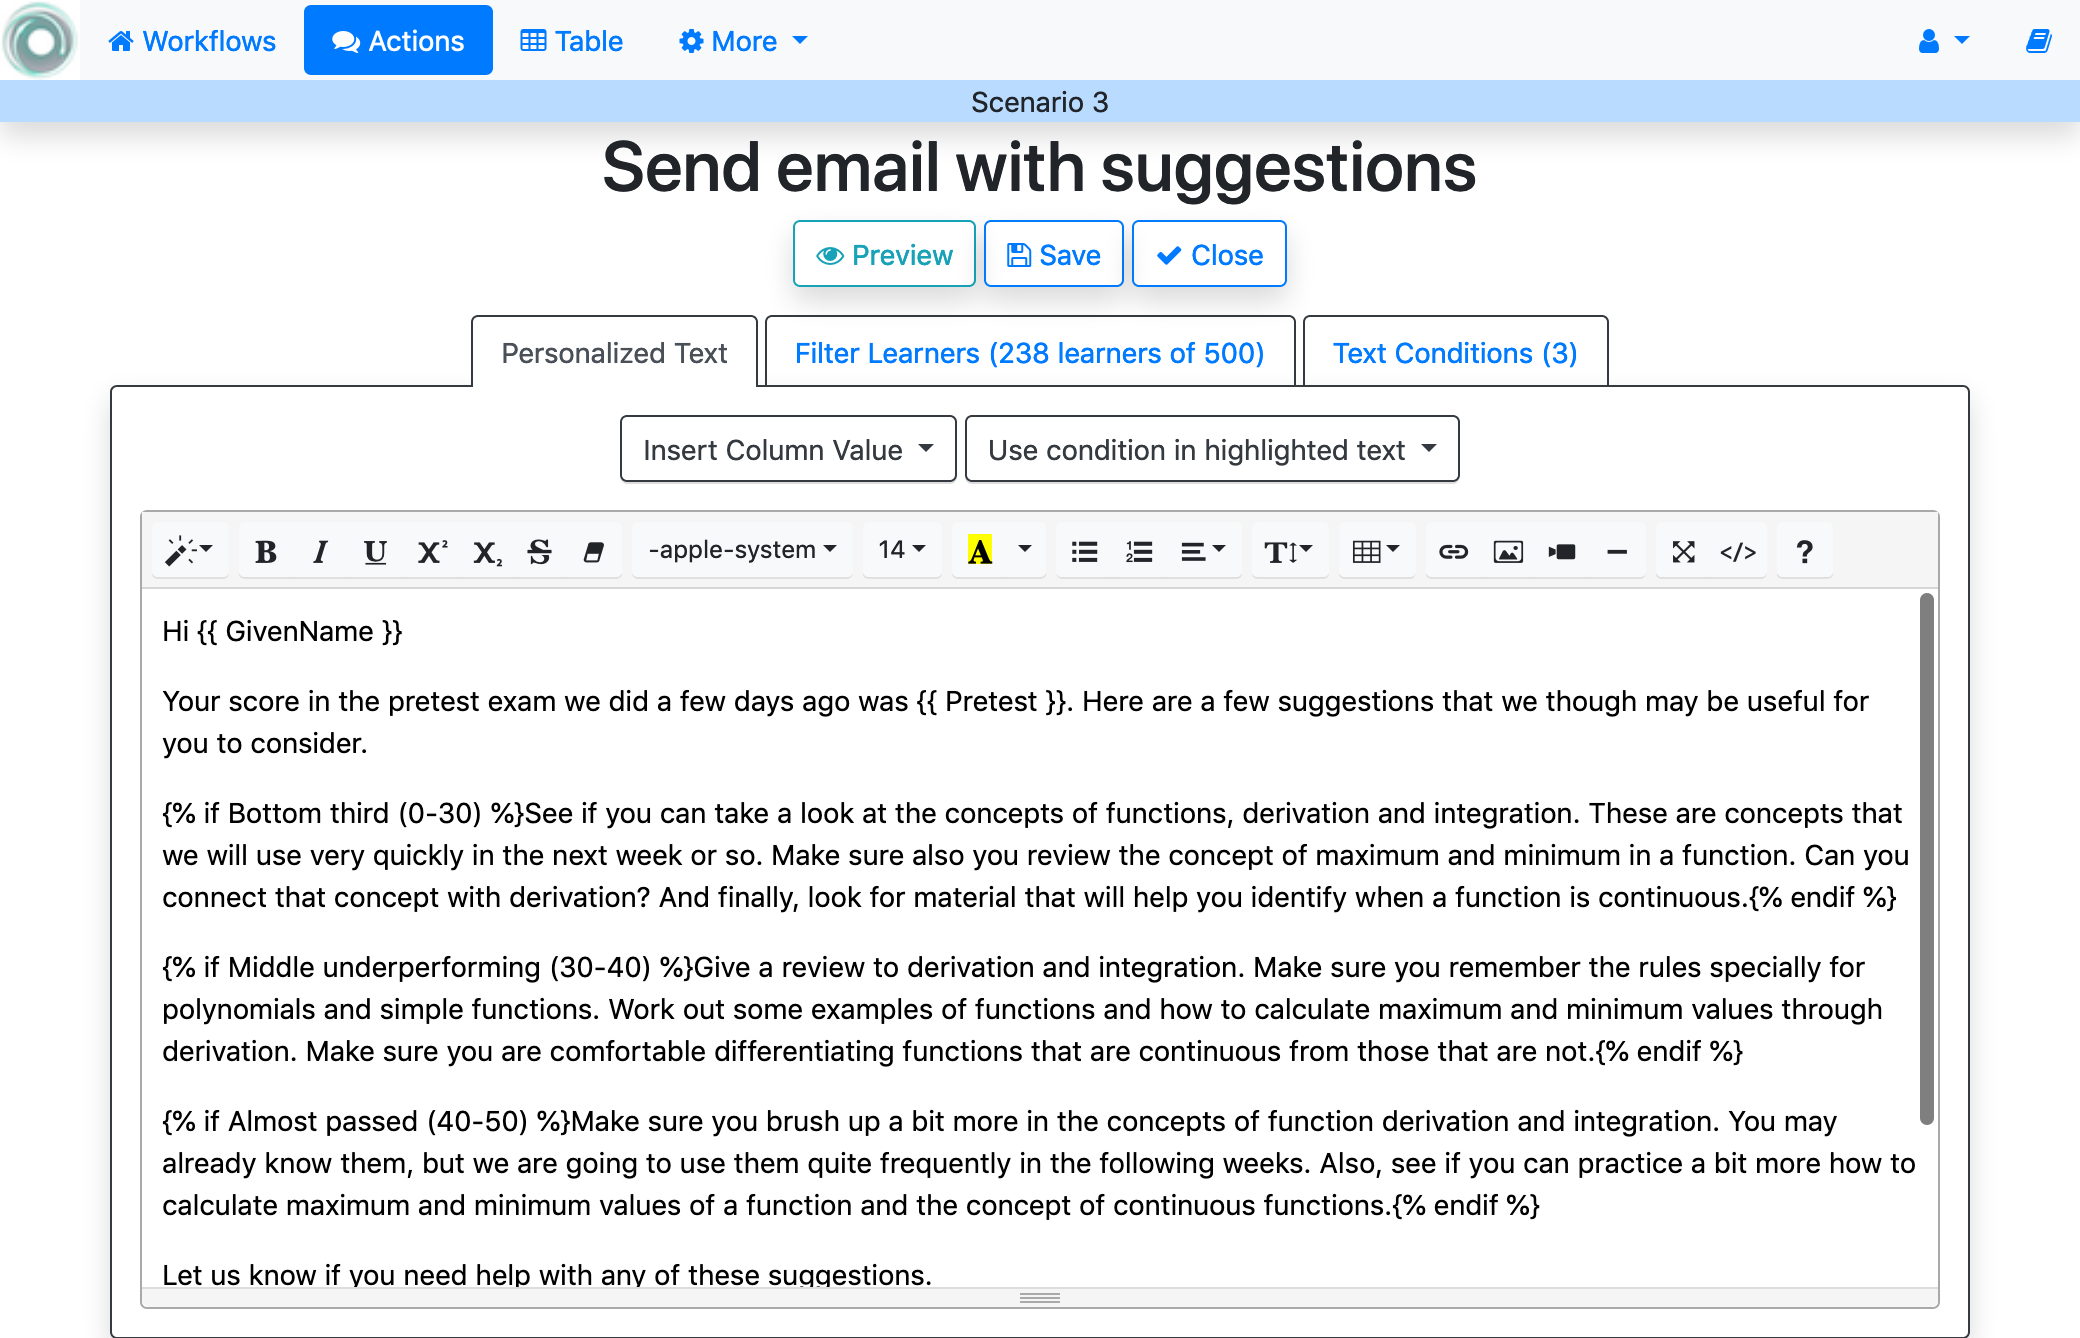 Workflows Actions Table More
Scenario 3
Send email with suggestions
Preview Save Close
Personalized Text Filter Learners (238 learners of 500) Text Conditions (3)
Insert Column Value Use condition in highlighted text
B I U X² X₂ S -apple-system 14 A T </> ?
Hi {{ GivenName }}
Your score in the pretest exam we did a few days ago was {{ Pretest }}. Here are a few suggestions that we though may be useful for
you to consider.
{% if Bottom third (0-30) %}See if you can take a look at the concepts of functions, derivation and integration. These are concepts that
we will use very quickly in the next week or so. Make sure also you review the concept of maximum and minimum in a function. Can you
connect that concept with derivation? And finally, look for material that will help you identify when a function is continuous.{% endif %}
{% if Middle underperforming (30-40) %}Give a review to derivation and integration. Make sure you remember the rules specially for
polynomials and simple functions. Work out some examples of functions and how to calculate maximum and minimum values through
derivation. Make sure you are comfortable differentiating functions that are continuous from those that are not.{% endif %}
{% if Almost passed (40-50) %}Make sure you brush up a bit more in the concepts of function derivation and integration. You may
already know them, but we are going to use them quite frequently in the following weeks. Also, see if you can practice a bit more how to
calculate maximum and minimum values of a function and the concept of continuous functions.{% endif %}
Let us know if you need help with any of these suggestions.